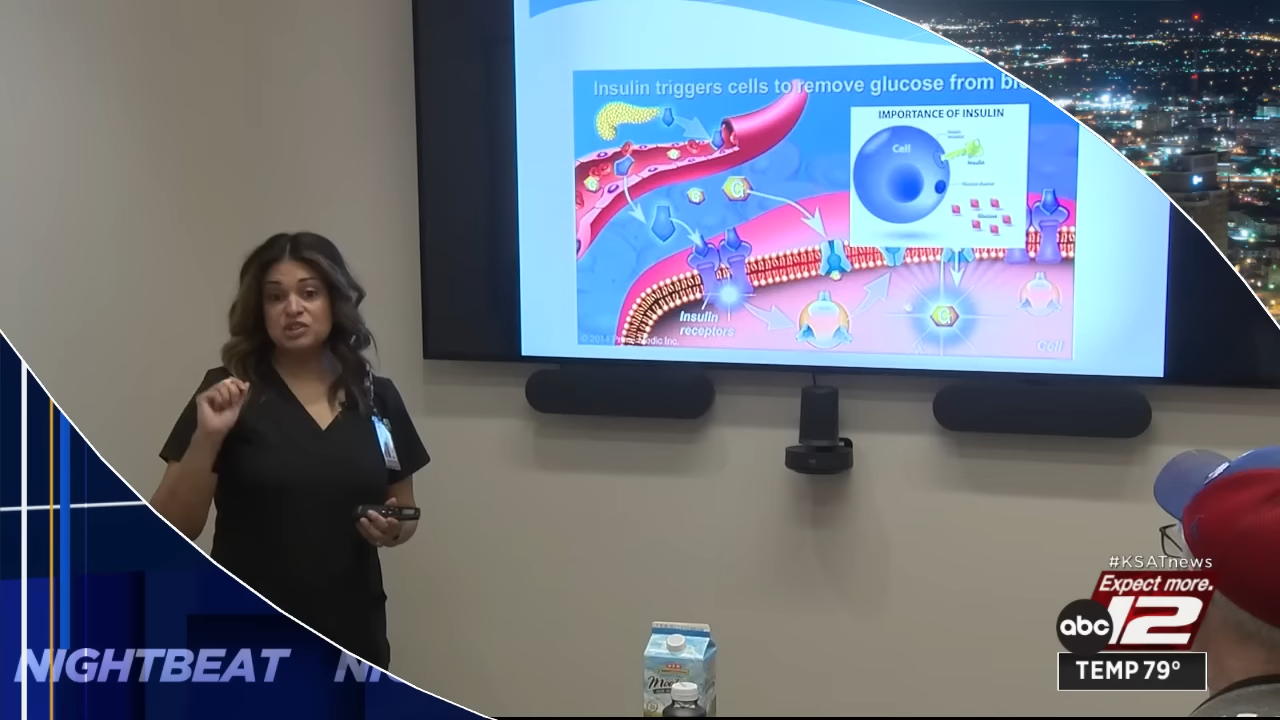 Insulin triggers cells to remove glucose from
IMPORTANCE OF INSULIN
Cell
Insulin
Glucose
G
G
G
Insulin
receptors
G
Cell
#KSATnews
Expect more.
abc 12
TEMP 79°
NIGHTBEAT